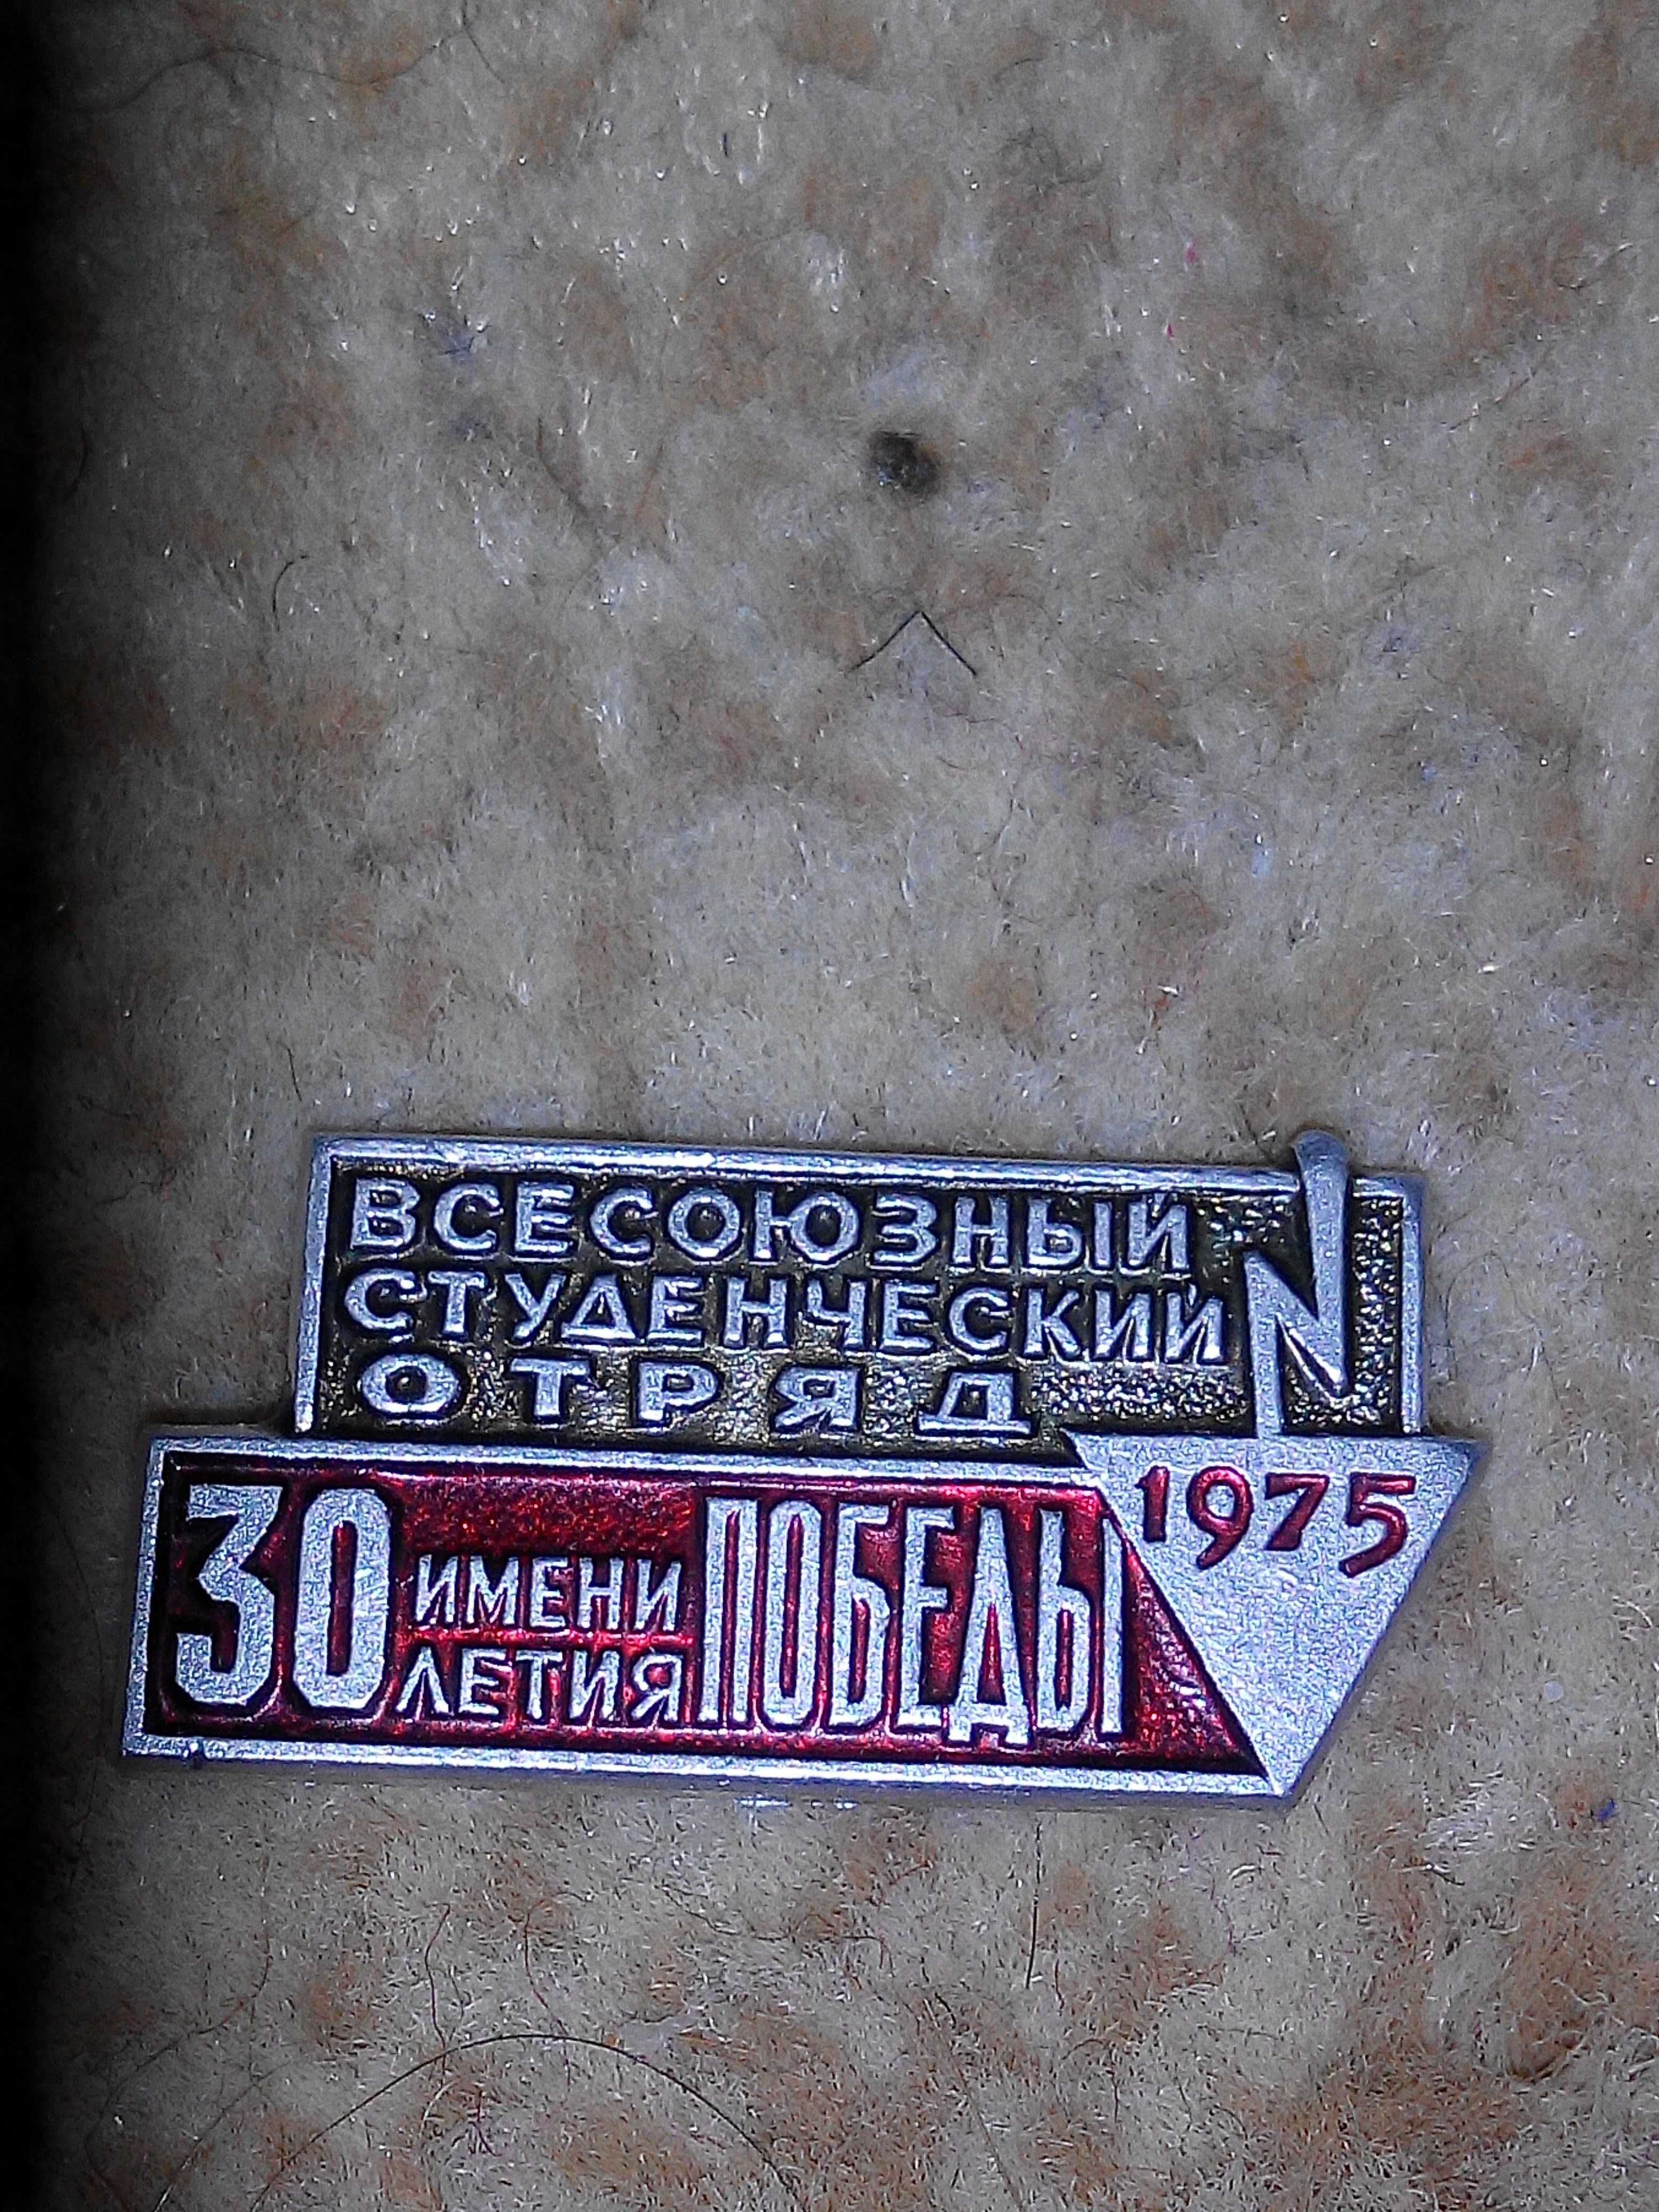 ВСЕСОЮЗНЫЙ
СТУДЕНЧЕСКИЙ
ОТРЯД
1975
30 ИМЕНИ
ЛЕТИЯ ПОБЕДЫ